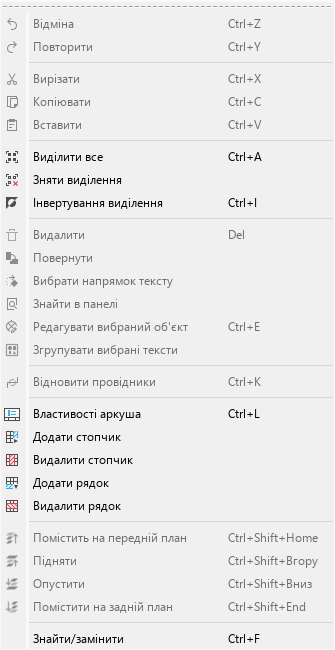 Відміна Ctrl+Z
Повторити Ctrl+Y
Вирізати Ctrl+X
Копіювати Ctrl+C
Вставити Ctrl+V
Виділити все Ctrl+A
Зняти виділення
Інвертування виділення Ctrl+I
Видалити Del
Повернути
Вибрати напрямок тексту
Знайти в панелі
Редагувати вибраний об'єкт Ctrl+E
Згрупувати вибрані тексти
Відновити провідники Ctrl+K
Властивості аркуша Ctrl+L
Додати стопчик
Видалити стопчик
Додати рядок
Видалити рядок
Помістить на передній план Ctrl+Shift+Home
Підняти Ctrl+Shift+Вгору
Опустити Ctrl+Shift+Вниз
Помістити на задній план Ctrl+Shift+End
Знайти/замінити Ctrl+F